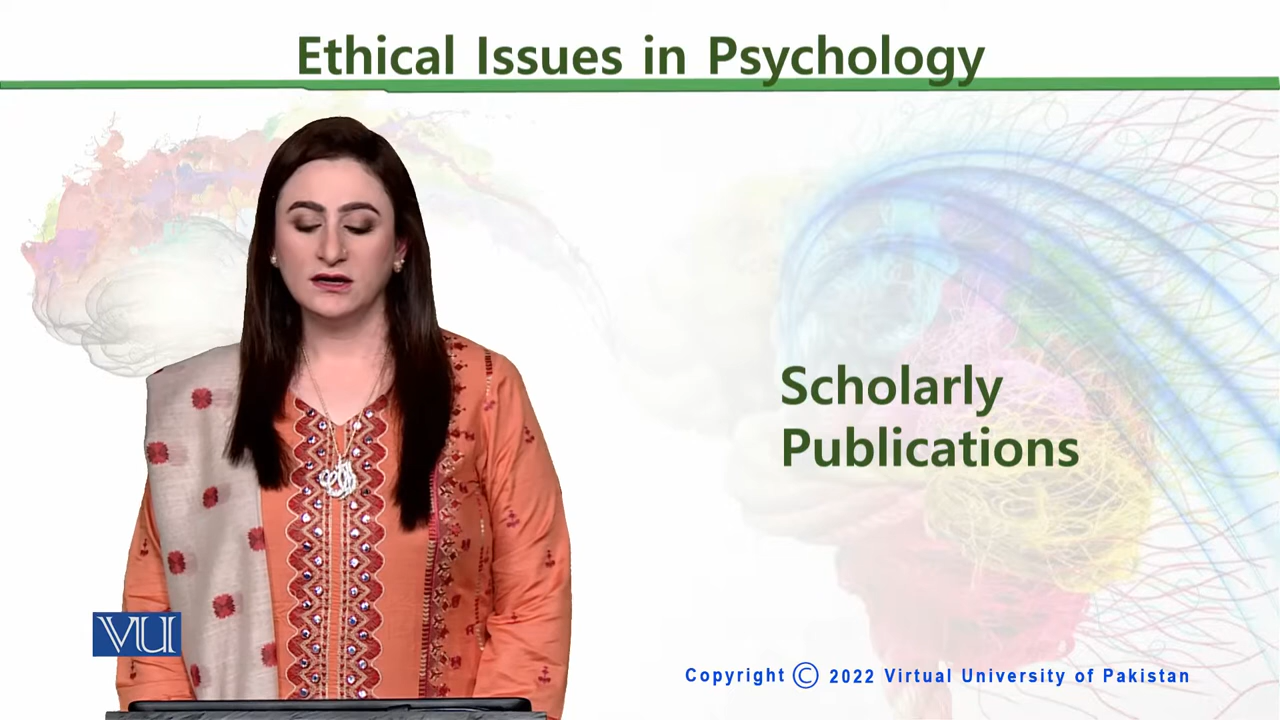 Ethical Issues in Psychology
Scholarly
Publications
VU
Copyright © 2022 Virtual University of Pakistan